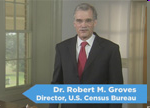 Dr. Robert M. Groves
Director, U.S. Census Bureau